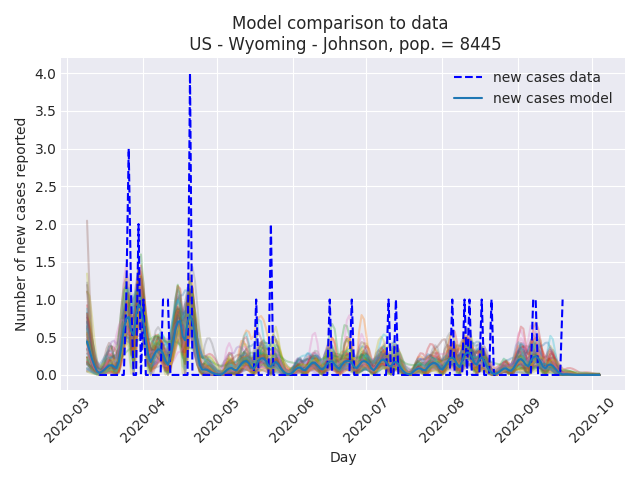 Model comparison to data
US - Wyoming - Johnson, pop. = 8445
new cases data
new cases model
Number of new cases reported
4.0
3.5
3.0
2.5
2.0
1.5
1.0
0.5
0.0
2020-03
2020-04
2020-05
2020-06
2020-07
2020-08
2020-09
2020-10
Day